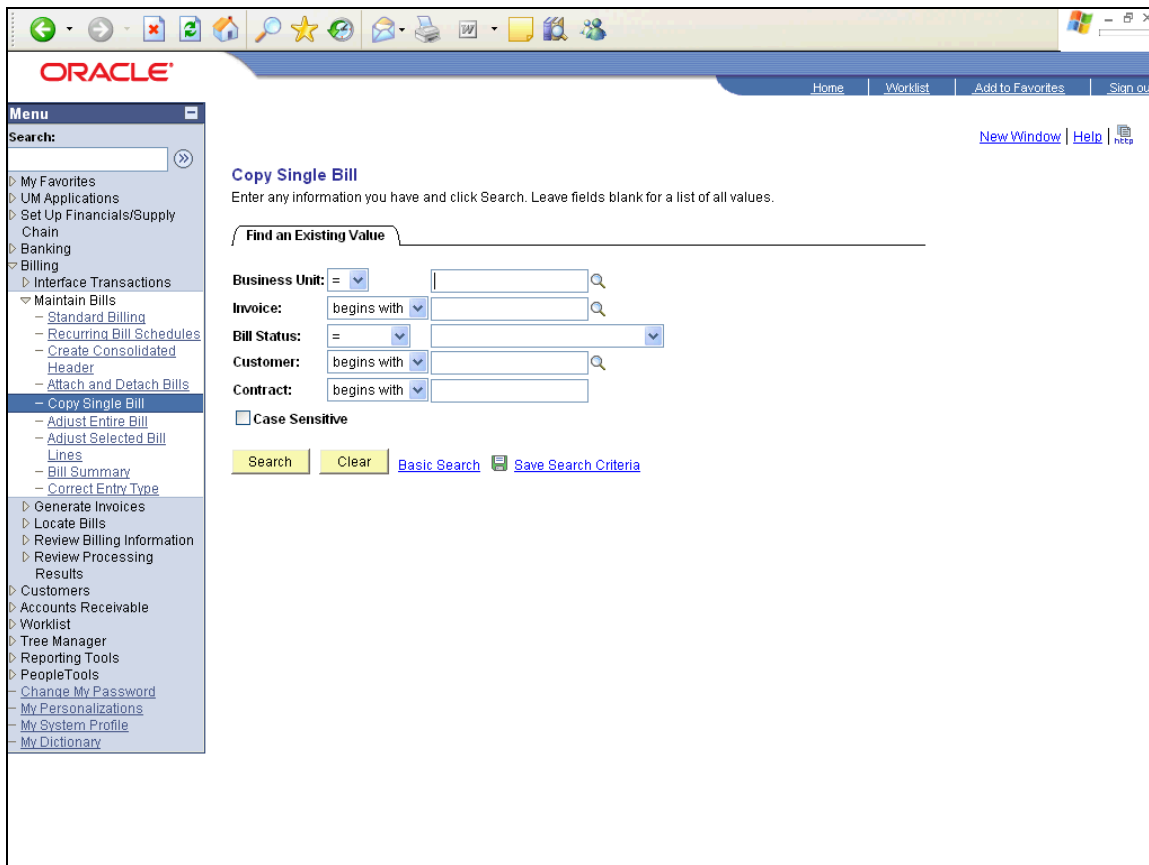 ORACLE'
Home Worklist Add to Favorites Sign ou
Menu
Search:
New Window | Help | http
My Favorites
UM Applications
Set Up Financials/Supply
Chain
Banking
Billing
Interface Transactions
Maintain Bills
– Standard Billing
– Recurring Bill Schedules
– Create Consolidated
Header
– Attach and Detach Bills
– Copy Single Bill
– Adjust Entire Bill
– Adjust Selected Bill
Lines
– Bill Summary
– Correct Entry Type
Generate Invoices
Locate Bills
Review Billing Information
Review Processing
Results
Customers
Accounts Receivable
Worklist
Tree Manager
Reporting Tools
PeopleTools
– Change My Password
– My Personalizations
– My System Profile
– My Dictionary
Copy Single Bill
Enter any information you have and click Search. Leave fields blank for a list of all values.
Find an Existing Value
Business Unit: =
Invoice: begins with
Bill Status: =
Customer: begins with
Contract: begins with
Case Sensitive
Search Clear Basic Search Save Search Criteria